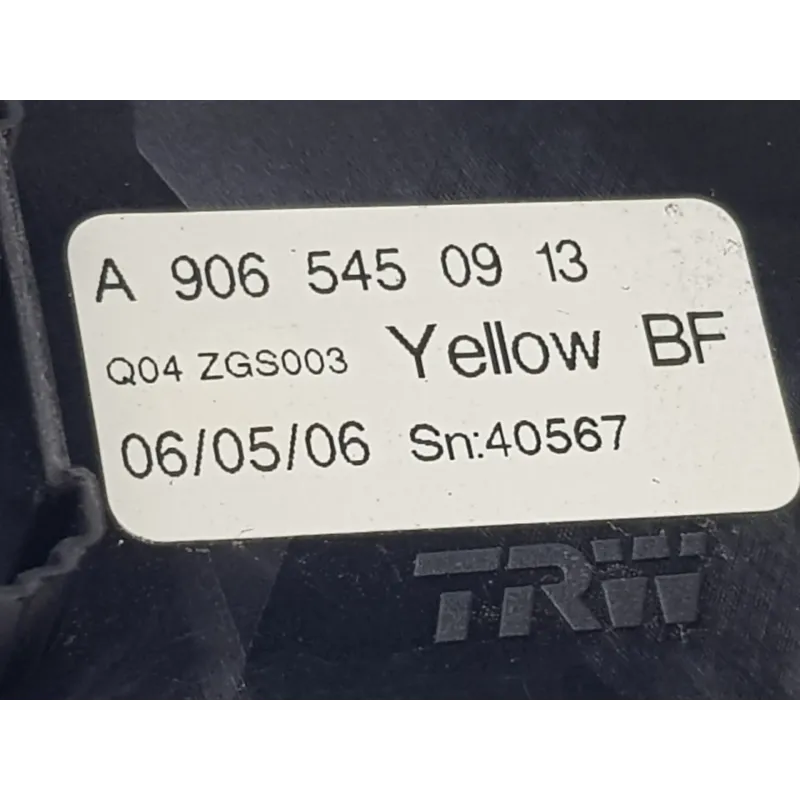 A 906 545 09 13
Q04 ZGS003 Yellow BF
06/05/06 Sn:40567
TRW